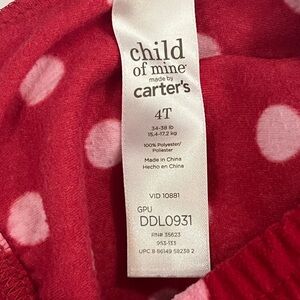 child
of mine
made by
carter's
4T
34-38 lb
15,4-17,2 kg
100% Polyester/
Poliester
Made in China
Hecho en China
VID 10881
GPU
DDL0931
RN# 35623
953-133
UPC 8 86149 58239 2